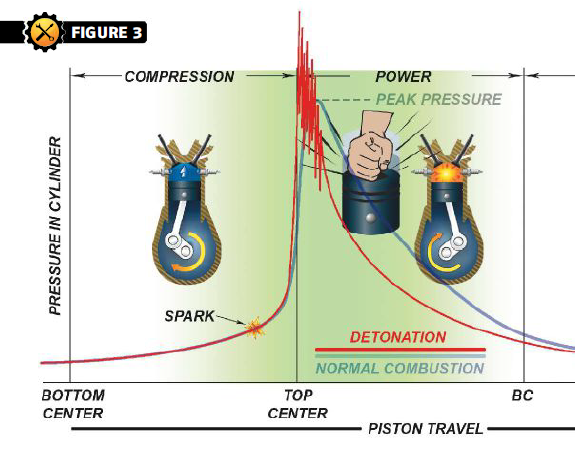 FIGURE 3
COMPRESSION
POWER
PEAK PRESSURE
PRESSURE IN CYLINDER
SPARK
DETONATION
NORMAL COMBUSTION
BOTTOM
CENTER
TOP
CENTER
BC
PISTON TRAVEL